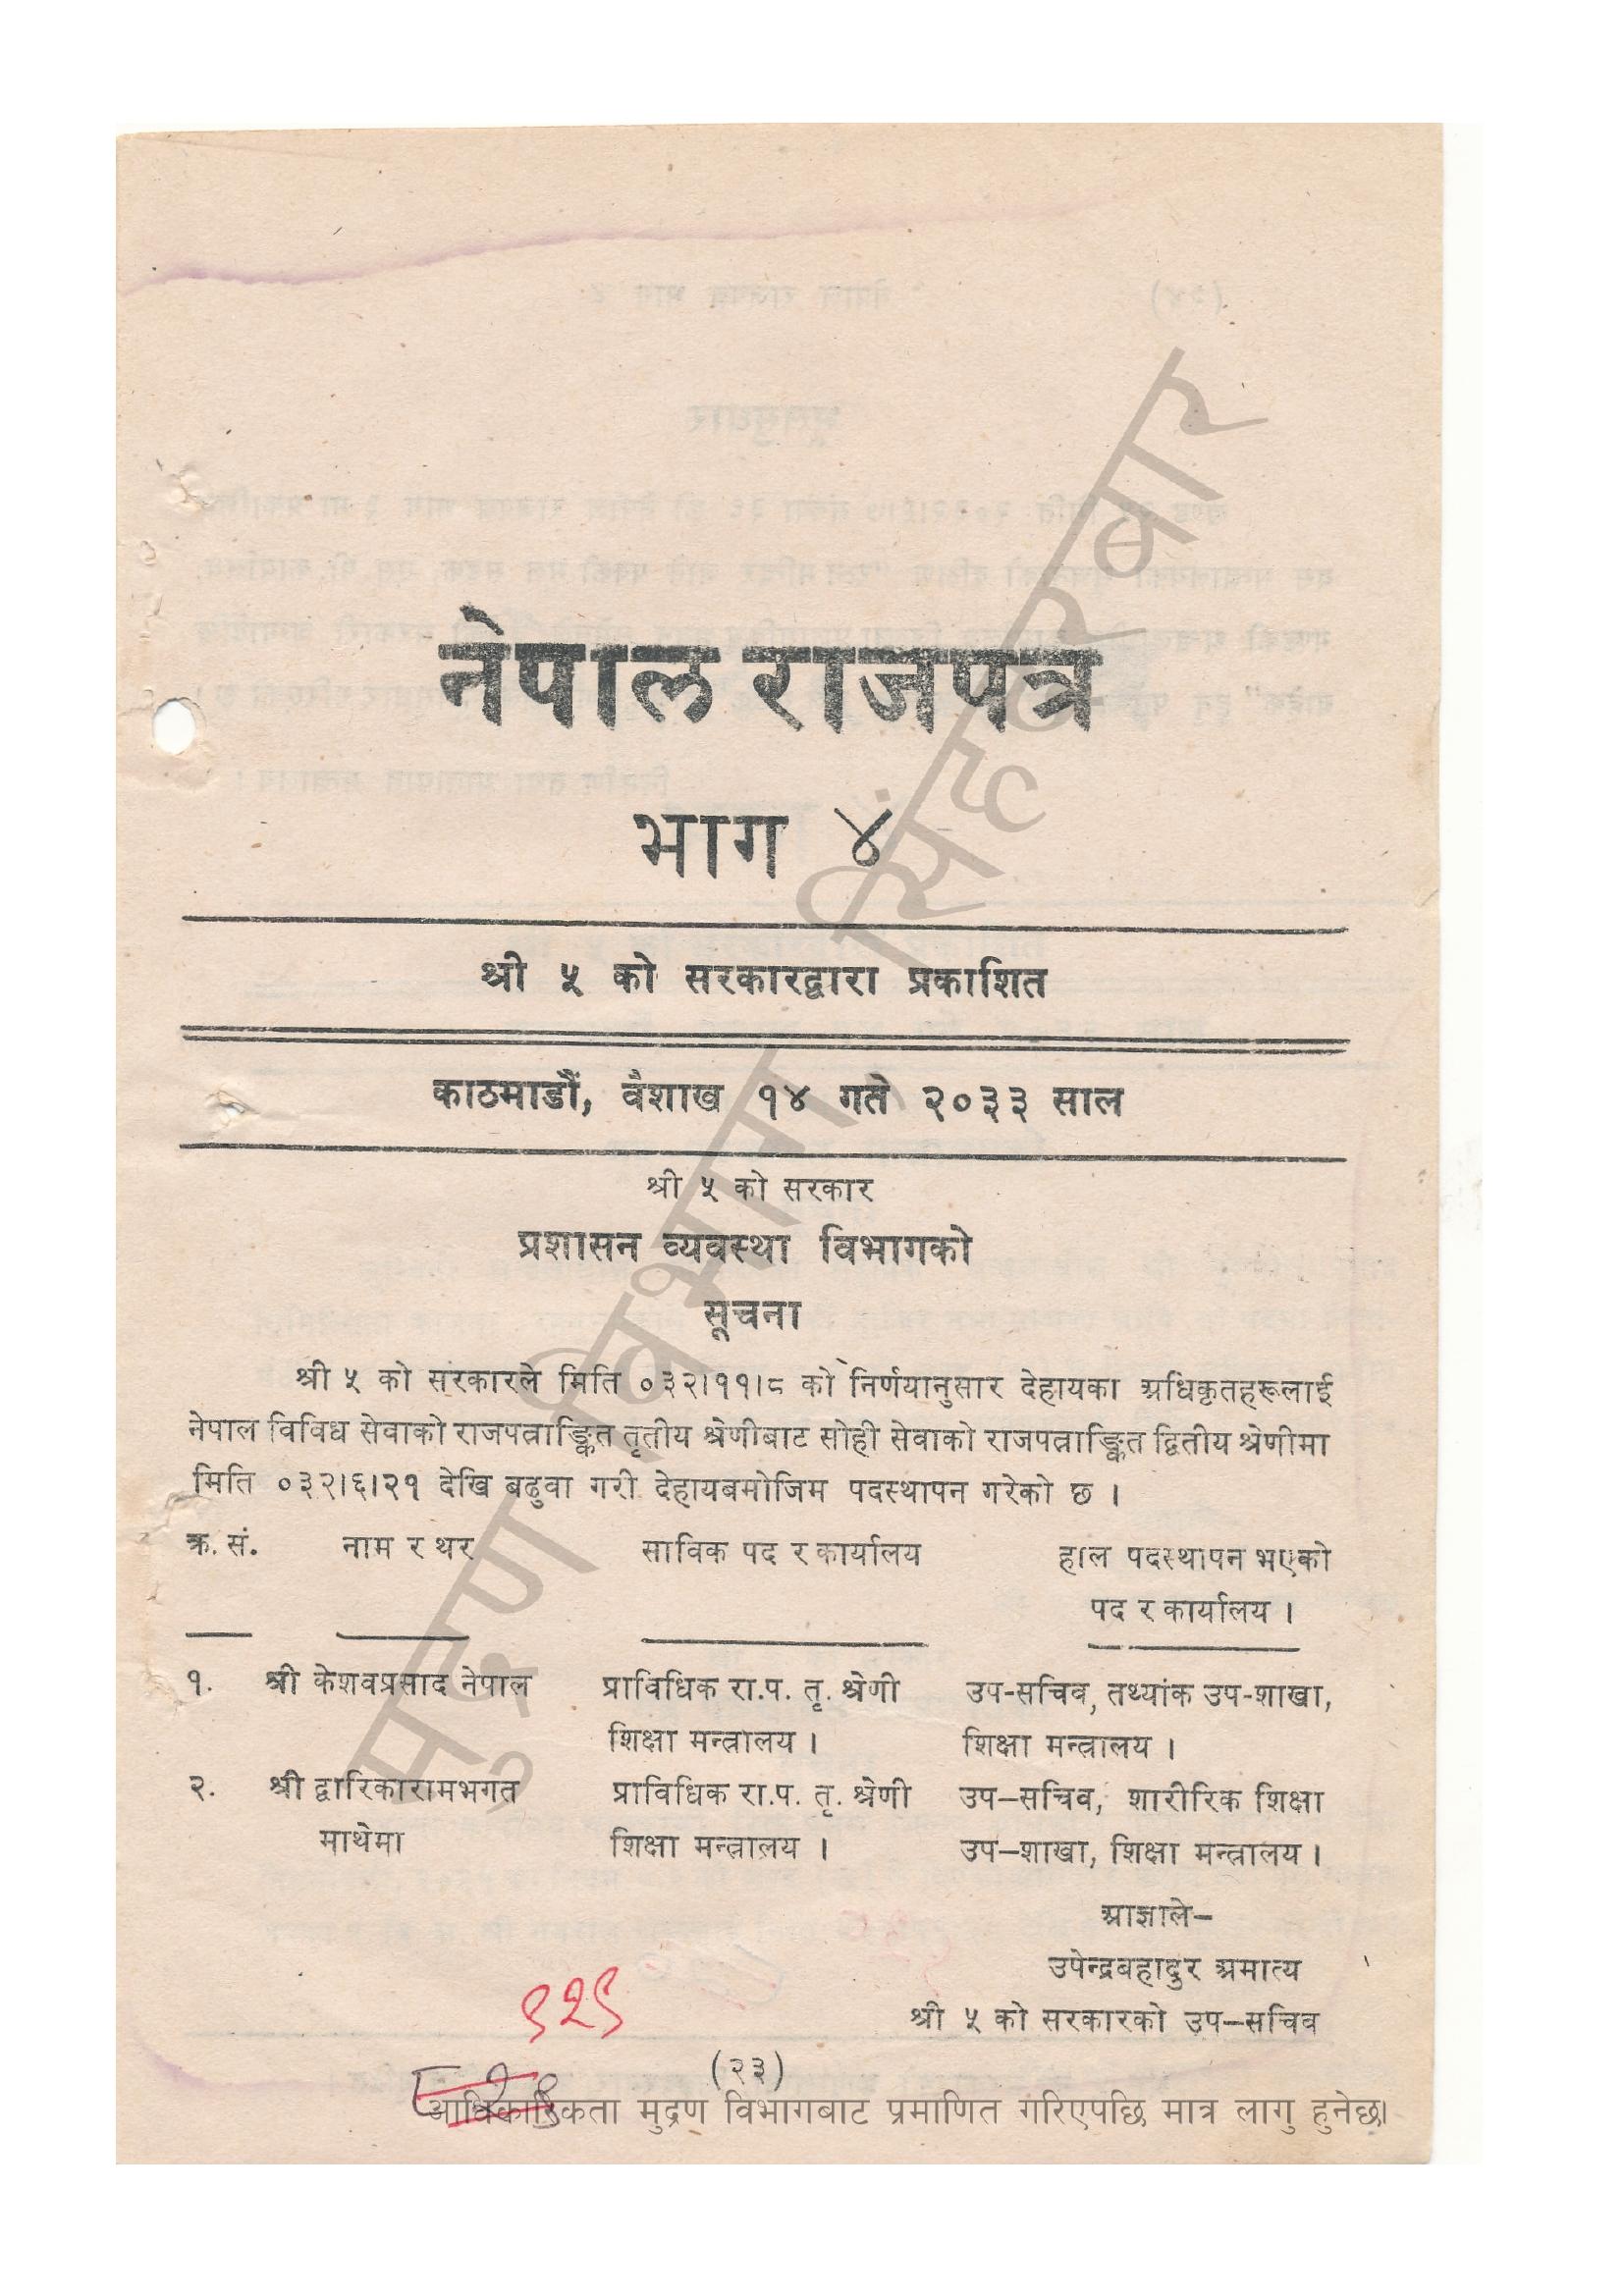 नेपाल राजपत्र
भाग ४
श्री ५ को सरकारद्वारा प्रकाशित
काठमाडौं, वैशाख १४ गते २०३३ साल
श्री ५ को सरकार
प्रशासन व्यवस्था विभागको
सूचना
श्री ५ को सरकारले मिति ०३२।११।८ को निर्णयानुसार देहायका अधिकृतहरूलाई
नेपाल विविध सेवाको राजपत्राङ्कित तृतीय श्रेणीबाट सोही सेवाको राजपत्राङ्कित द्वितीय श्रेणीमा
मिति ०३२।६।२१ देखि बढुवा गरी देहायबमोजिम पदस्थापन गरेको छ ।
क्र. सं. नाम र थर साविक पद र कार्यालय हाल पदस्थापन भएको
पद र कार्यालय ।
१. श्री केशवप्रसाद नेपाल प्राविधिक रा.प. तृ. श्रेणी उप-सचिव, तथ्यांक उप-शाखा,
शिक्षा मन्त्रालय । शिक्षा मन्त्रालय ।
२. श्री द्वारिकारामभगत प्राविधिक रा.प. तृ. श्रेणी उप–सचिव, शारीरिक शिक्षा
माथेमा शिक्षा मन्त्रालय । उप–शाखा, शिक्षा मन्त्रालय ।
आज्ञाले–
उपेन्द्रबहादुर अमात्य
श्री ५ को सरकारको उप–सचिव
९२९
(२३)
आधिकारिकता मुद्रण विभागबाट प्रमाणित गरिएपछि मात्र लागु हुनेछ।
मुद्रण विभाग, सिंहदरबार